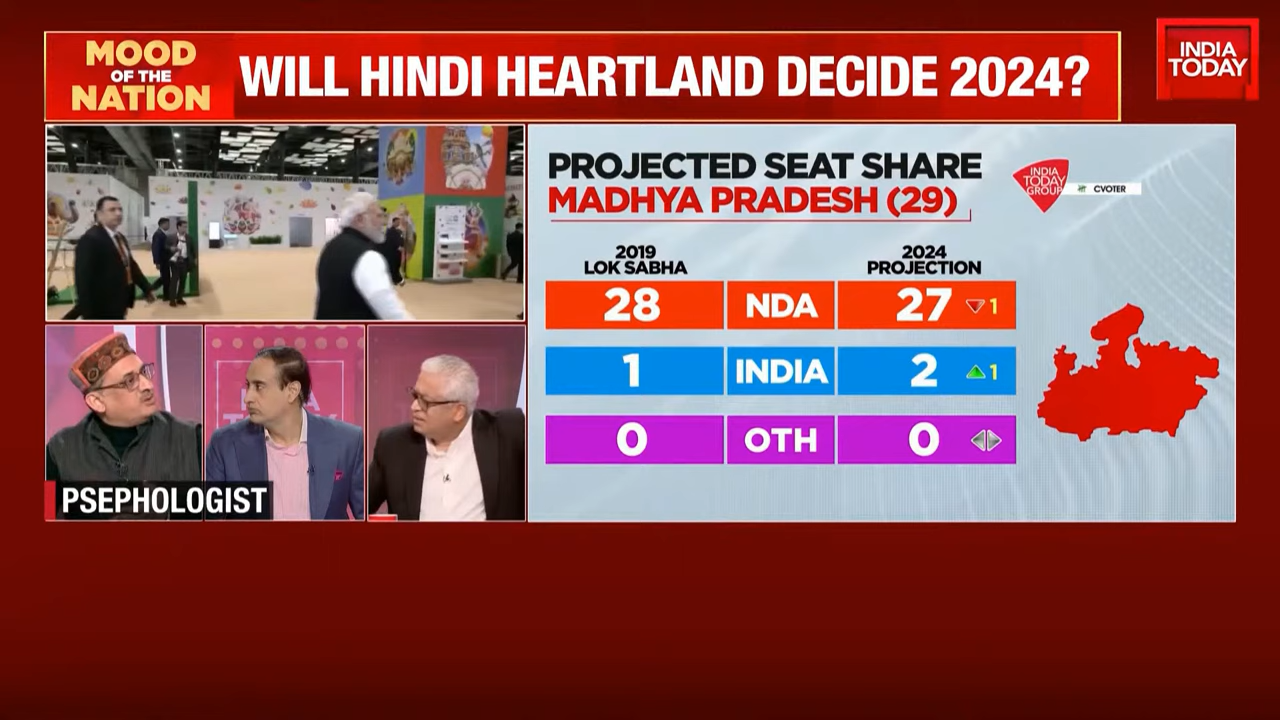 MOOD
OF THE
NATION
WILL HINDI HEARTLAND DECIDE 2024?
INDIA
TODAY
PROJECTED SEAT SHARE
MADHYA PRADESH (29)
INDIA
TODAY
GROUP
CVOTER
2019
LOK SABHA
2024
PROJECTION
28 NDA 27 1
1 INDIA 2 1
0 OTH 0
PSEPHOLOGIST